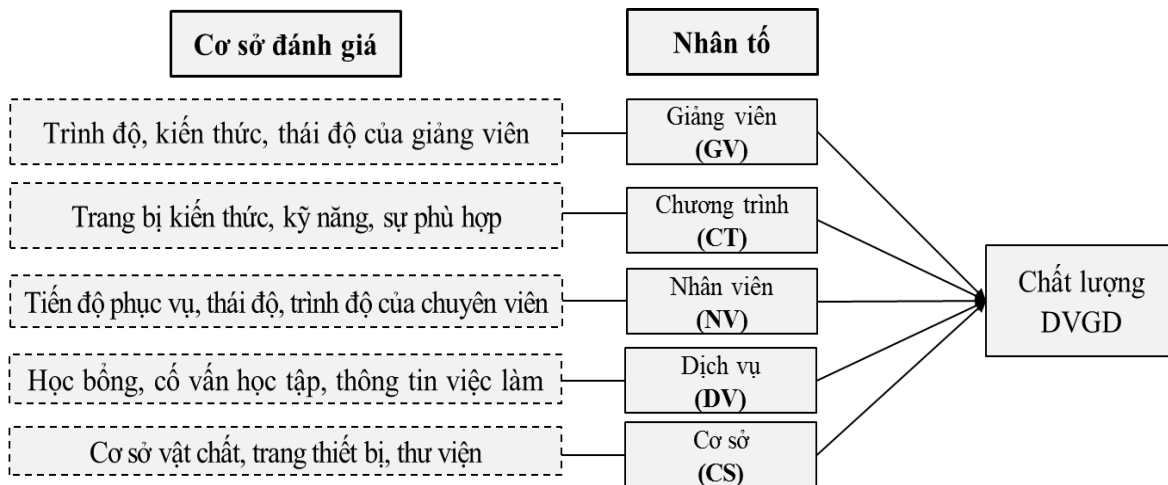 Cơ sở đánh giá
Nhân tố
Trình độ, kiến thức, thái độ của giảng viên
Giảng viên
(GV)
Trang bị kiến thức, kỹ năng, sự phù hợp
Chương trình
(CT)
Tiến độ phục vụ, thái độ, trình độ của chuyên viên
Nhân viên
(NV)
Học bổng, cố vấn học tập, thông tin việc làm
Dịch vụ
(DV)
Cơ sở vật chất, trang thiết bị, thư viện
Cơ sở
(CS)
Chất lượng
DVGD